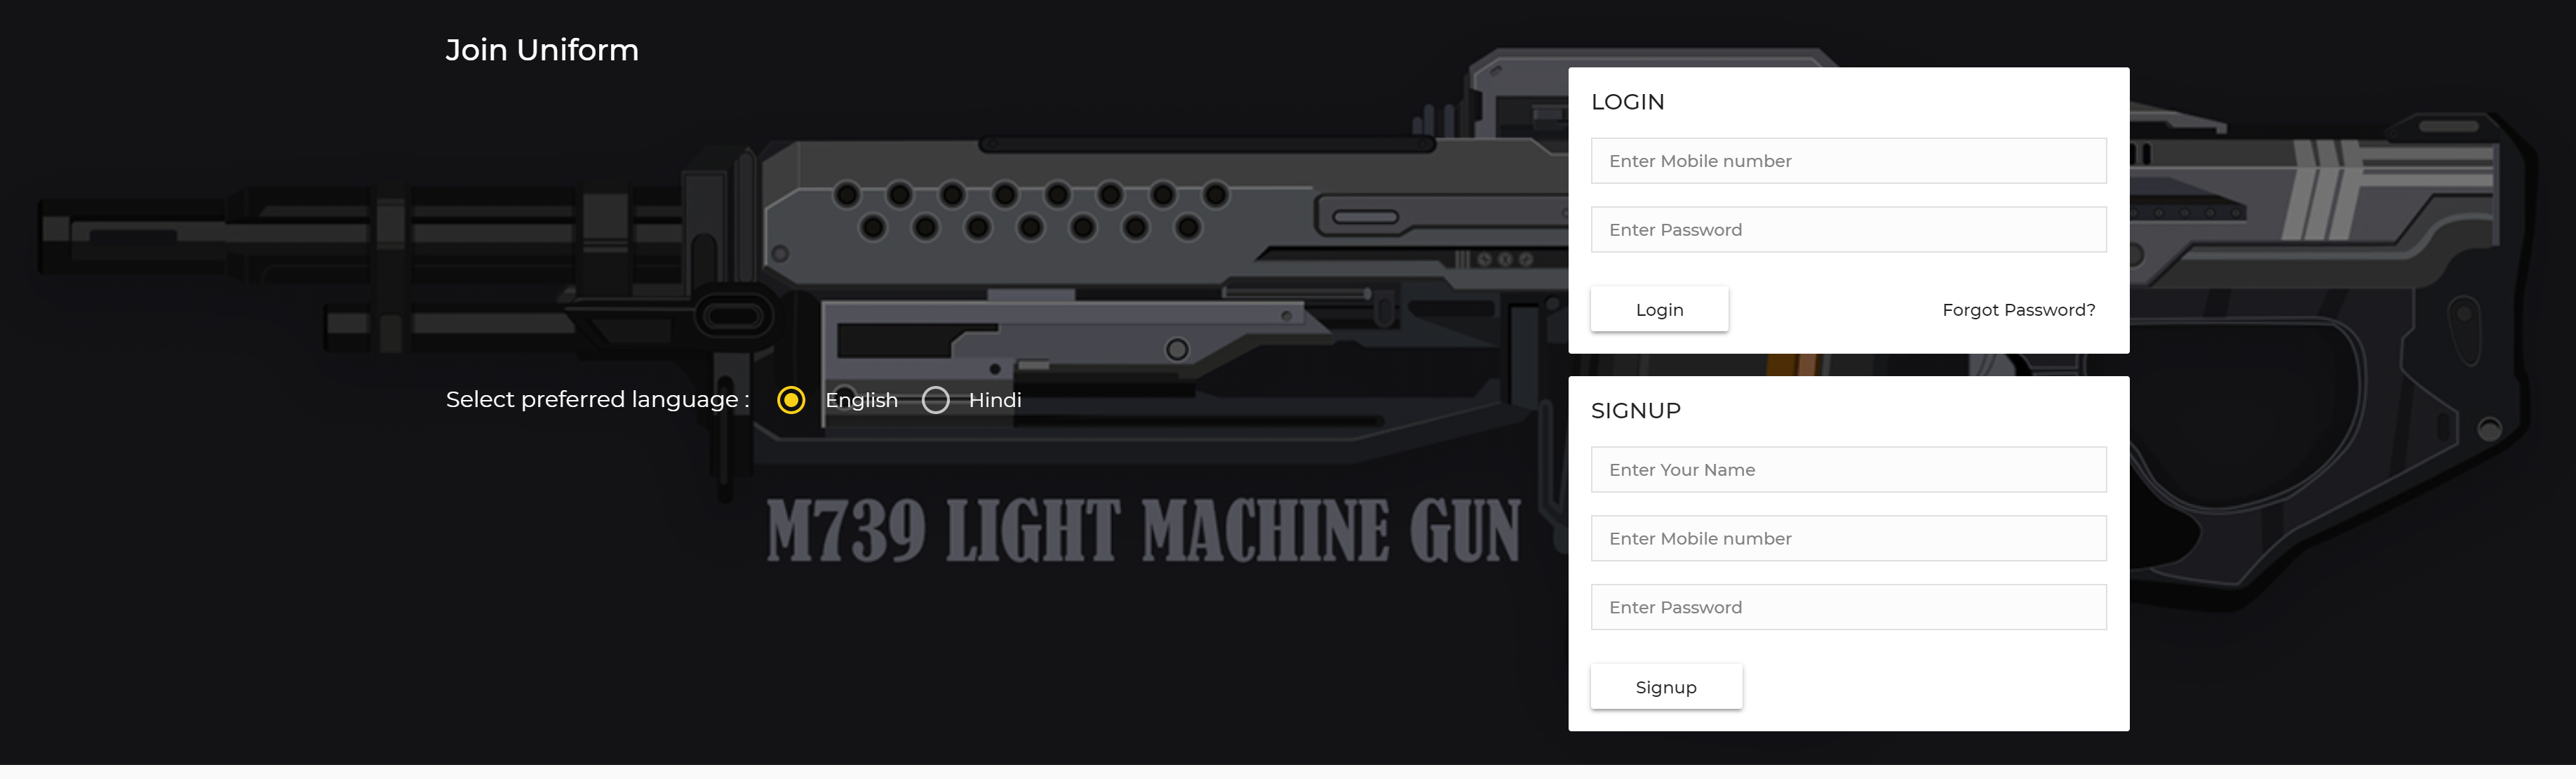 Join Uniform
Select preferred language :
English
Hindi
M739 LIGHT MACHINE GUN
LOGIN
Enter Mobile number
Enter Password
Login
Forgot Password?
SIGNUP
Enter Your Name
Enter Mobile number
Enter Password
Signup